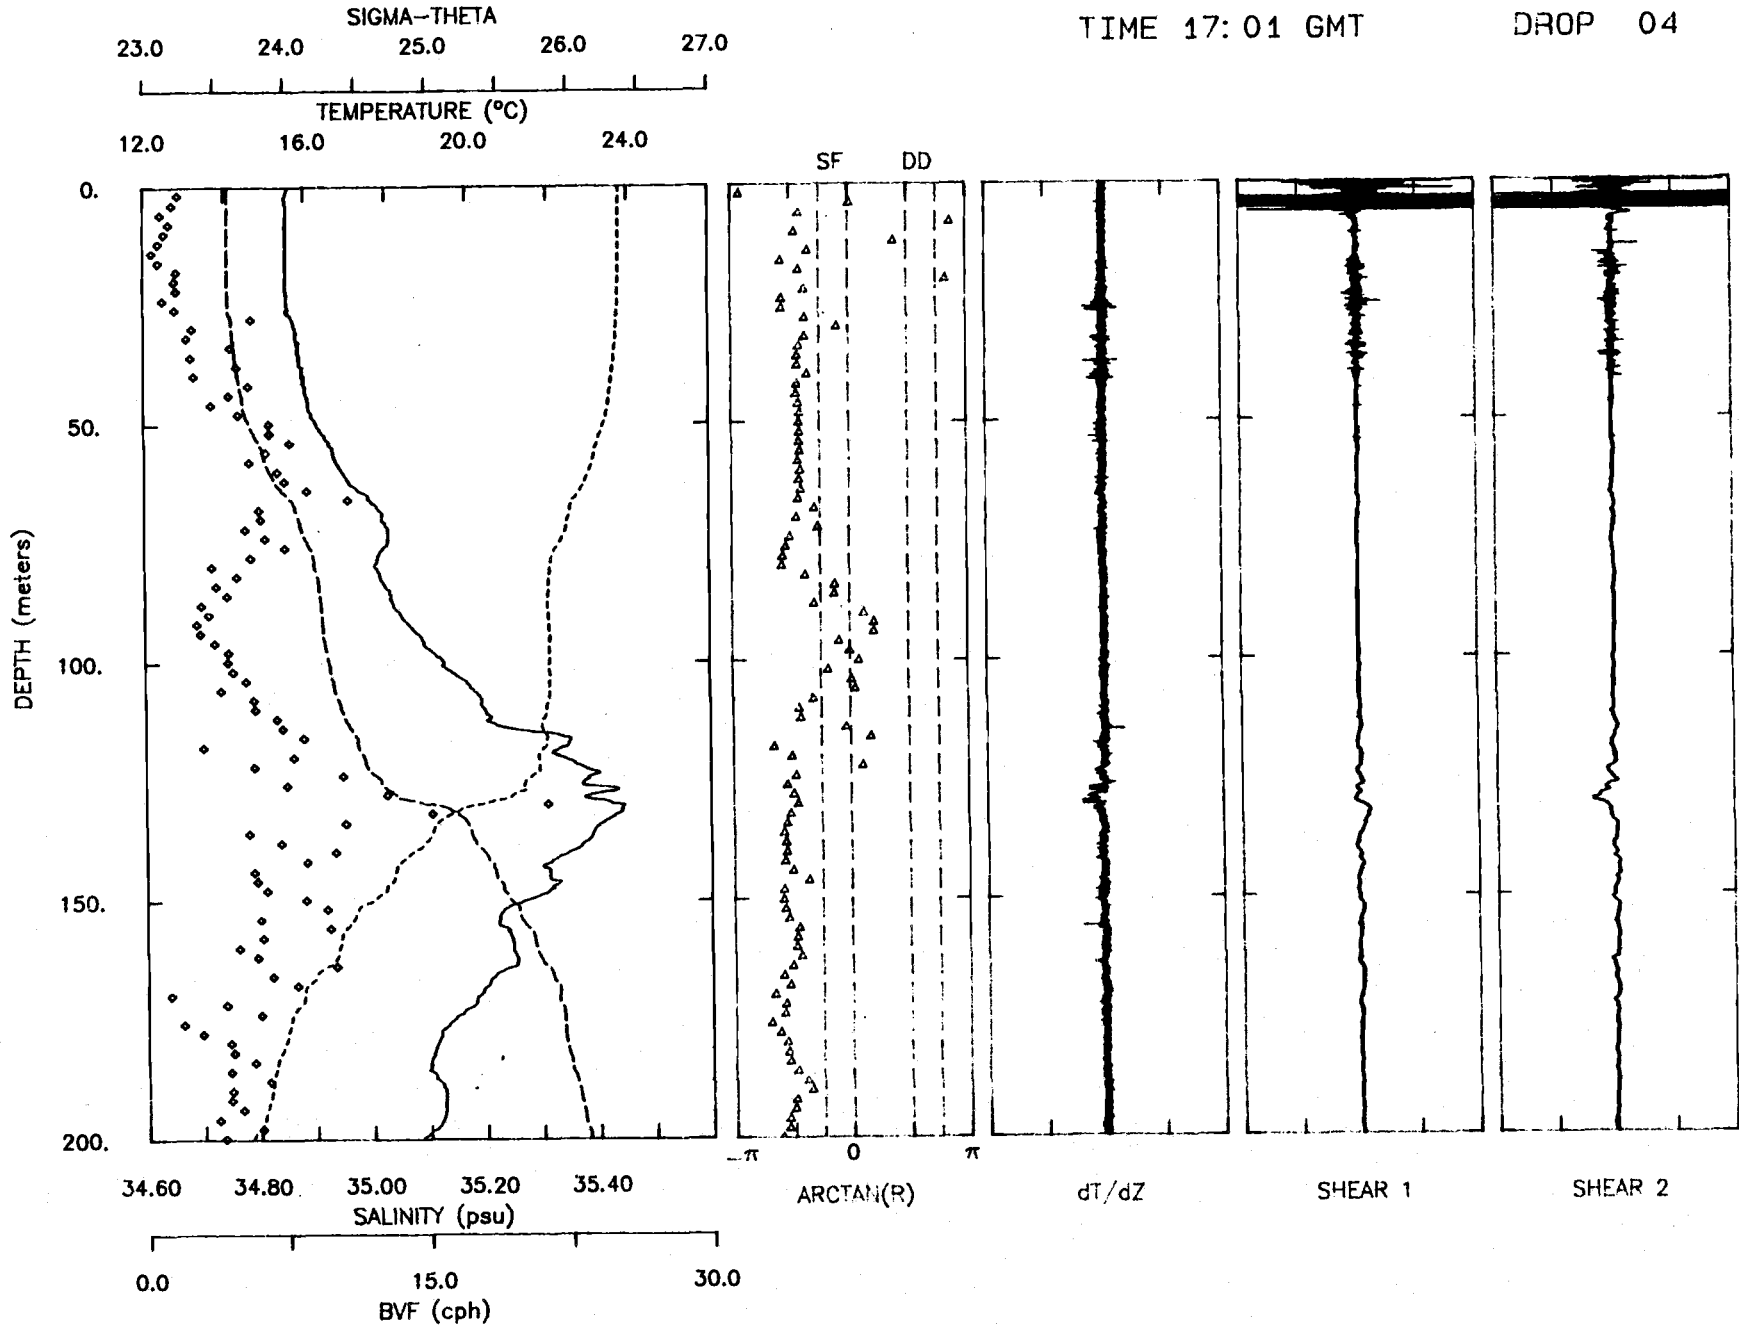 TIME 17:01 GMT DROP 04
SIGMA-THETA
23.0 24.0 25.0 26.0 27.0
TEMPERATURE (°C)
12.0 16.0 20.0 24.0
SF DD
0.
50.
100.
150.
200.
DEPTH (meters)
-π 0 π
34.60 34.80 35.00 35.20 35.40
SALINITY (psu)
ARCTAN(R) dT/dZ SHEAR 1 SHEAR 2
0.0 15.0 30.0
BVF (cph)